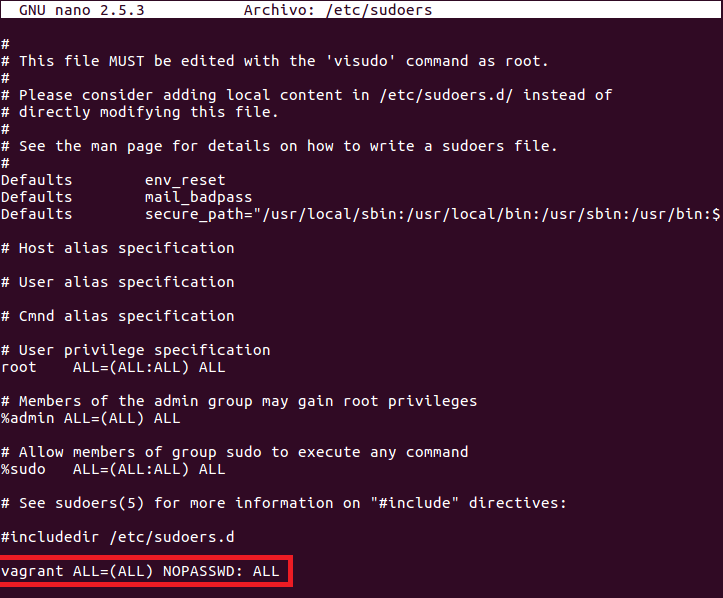 GNU nano 2.5.3 Archivo: /etc/sudoers
#
# This file MUST be edited with the 'visudo' command as root.
#
# Please consider adding local content in /etc/sudoers.d/ instead of
# directly modifying this file.
#
# See the man page for details on how to write a sudoers file.
#
Defaults        env_reset
Defaults        mail_badpass
Defaults        secure_path="/usr/local/sbin:/usr/local/bin:/usr/sbin:/usr/bin:$
# Host alias specification
# User alias specification
# Cmnd alias specification
# User privilege specification
root    ALL=(ALL:ALL) ALL
# Members of the admin group may gain root privileges
%admin ALL=(ALL) ALL
# Allow members of group sudo to execute any command
%sudo   ALL=(ALL:ALL) ALL
# See sudoers(5) for more information on "#include" directives:
#includedir /etc/sudoers.d
vagrant ALL=(ALL) NOPASSWD: ALL